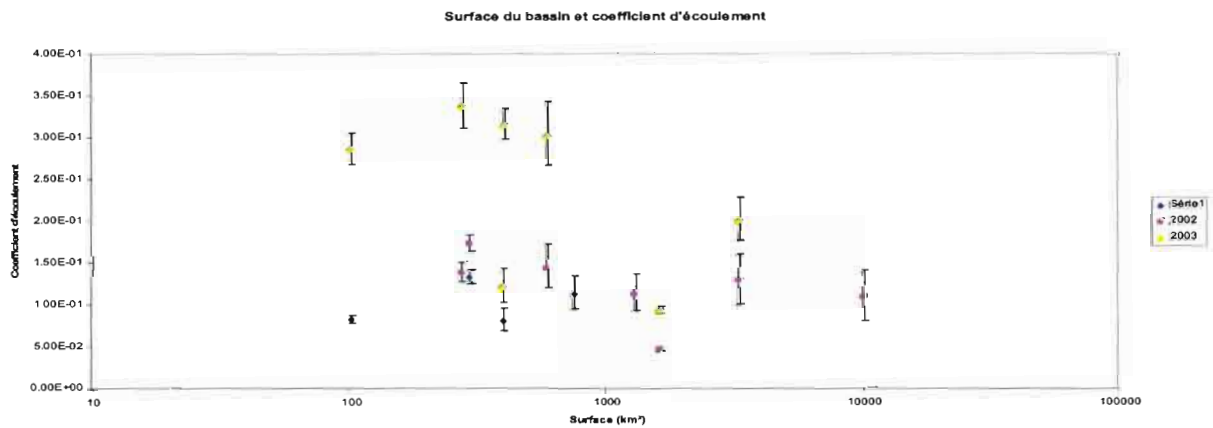 Surface du bassin et coefficient d'écoulement
4.00E-01
3.50E-01
3.00E-01
2.50E-01
2.00E-01
1.50E-01
1.00E-01
5.00E-02
0.00E+00
Coefficient d'écoulement
10
100
1000
10000
100000
Surface (km²)
Série1
2002
2003